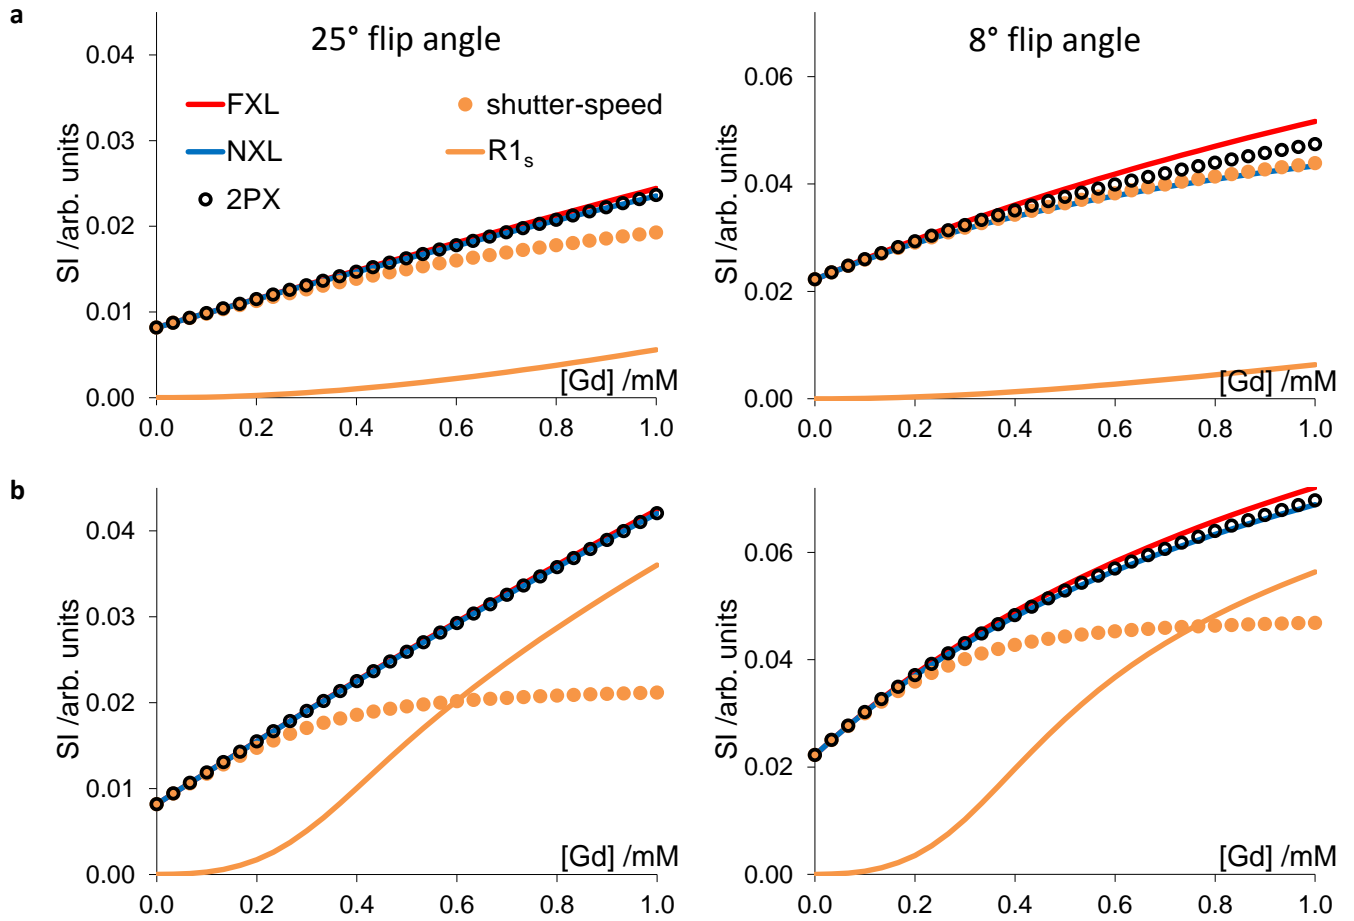 a
25° flip angle
8° flip angle
SI /arb. units
0.04
0.03
0.02
0.01
0.00
FXL
NXL
2PX
shutter-speed
R1s
[Gd] /mM
0.0 0.2 0.4 0.6 0.8 1.0
SI /arb. units
0.06
0.04
0.02
0.00
[Gd] /mM
0.0 0.2 0.4 0.6 0.8 1.0
b
SI /arb. units
0.04
0.03
0.02
0.01
0.00
[Gd] /mM
0.0 0.2 0.4 0.6 0.8 1.0
SI /arb. units
0.06
0.04
0.02
0.00
[Gd] /mM
0.0 0.2 0.4 0.6 0.8 1.0